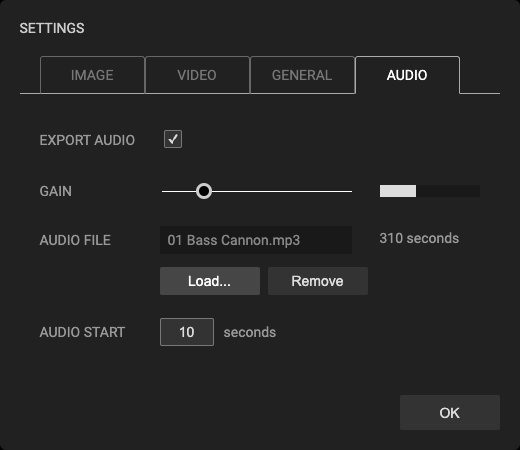 SETTINGS
IMAGE VIDEO GENERAL AUDIO
EXPORT AUDIO
GAIN
AUDIO FILE 01 Bass Cannon.mp3 310 seconds
Load... Remove
AUDIO START 10 seconds
OK